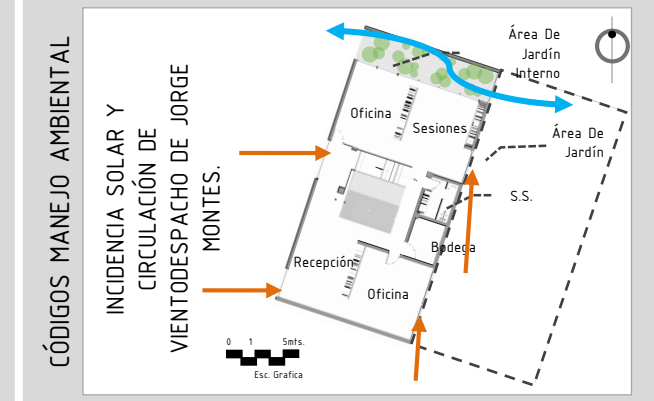 CÓDIGOS MANEJO AMBIENTAL
INCIDENCIA SOLAR Y
CIRCULACIÓN DE
VIENTODESPACHO DE JORGE
MONTES.
Área De
Jardín
Interno
Oficina
Sesiones
Área De
Jardín
S.S.
Bodega
Recepción
Oficina
0 1 5mts.
Esc. Grafica